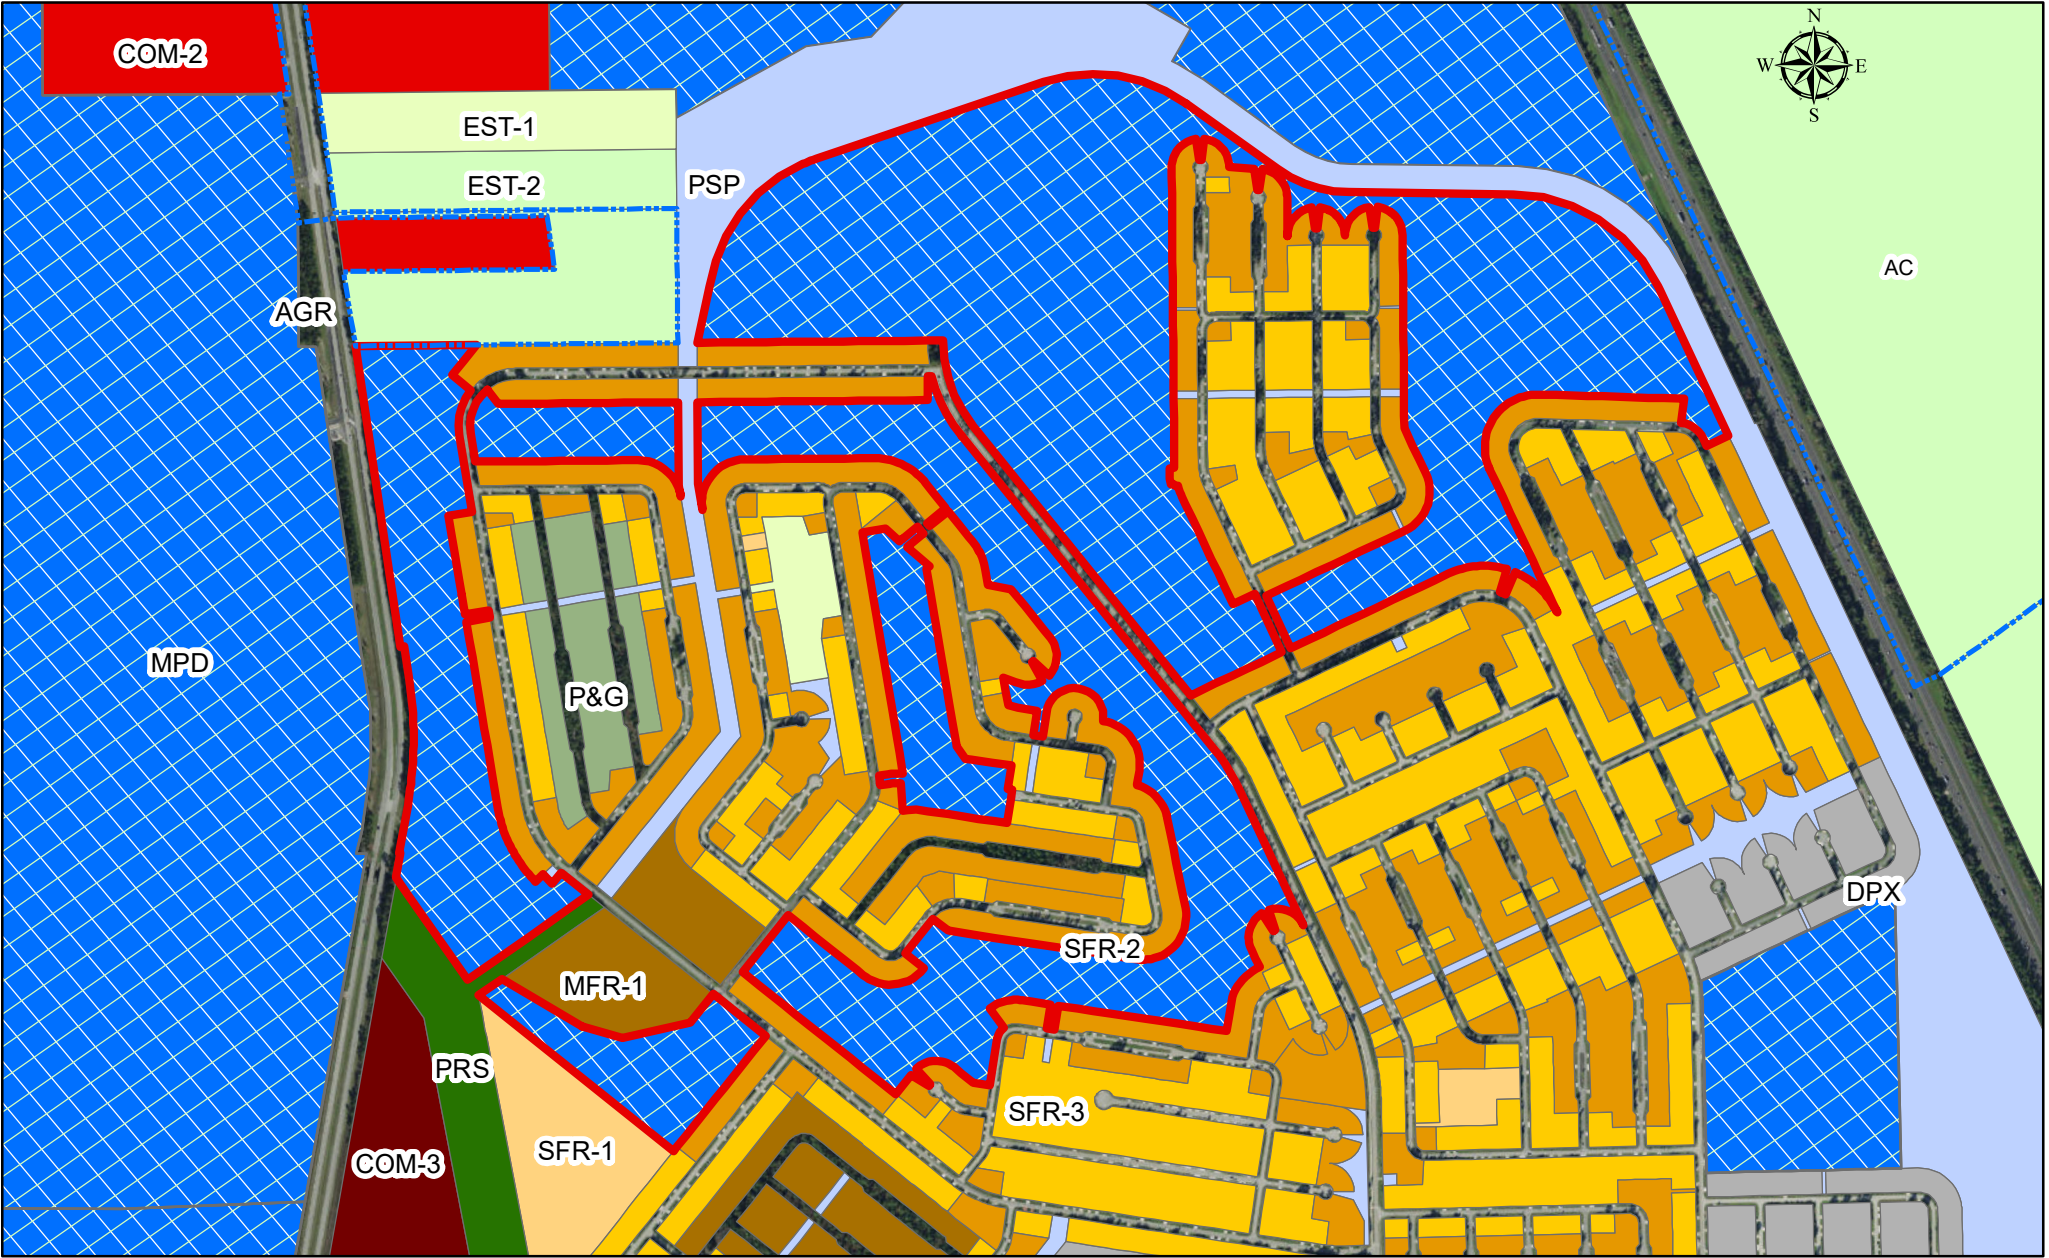 N
COM-2
W
E
S
EST-1
EST-2
PSP
AC
AGR
MPD
P&G
DPX
SFR-2
MFR-1
PRS
SFR-3
SFR-1
COM-3